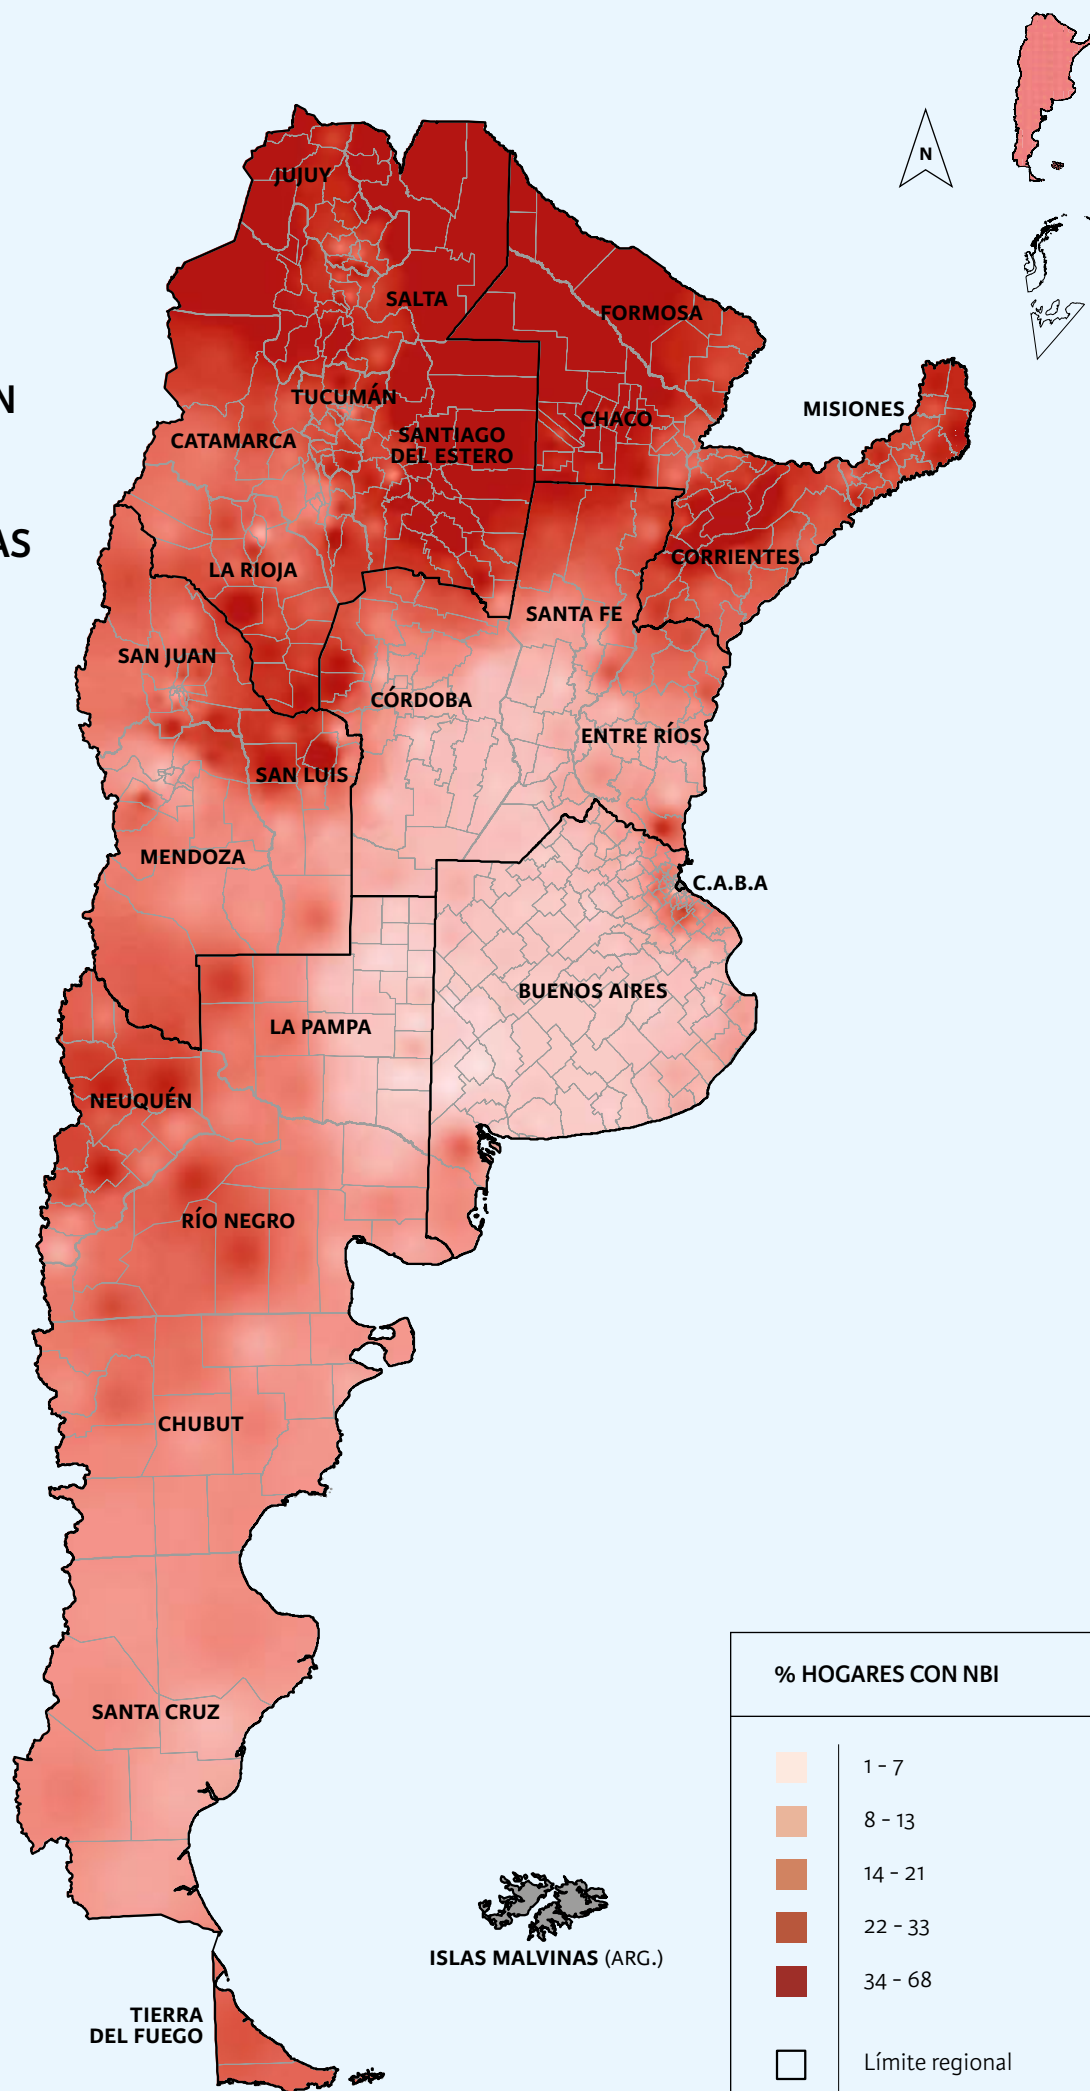 N
AS
N
JUJUY
SALTA
FORMOSA
TUCUMÁN
CATAMARCA
SANTIAGO
DEL ESTERO
CHACO
MISIONES
CORRIENTES
LA RIOJA
SANTA FE
SAN JUAN
CÓRDOBA
ENTRE RÍOS
SAN LUIS
MENDOZA
C.A.B.A
BUENOS AIRES
LA PAMPA
NEUQUÉN
RÍO NEGRO
CHUBUT
SANTA CRUZ
ISLAS MALVINAS (ARG.)
TIERRA
DEL FUEGO
% HOGARES CON NBI
1 - 7
8 - 13
14 - 21
22 - 33
34 - 68
Límite regional